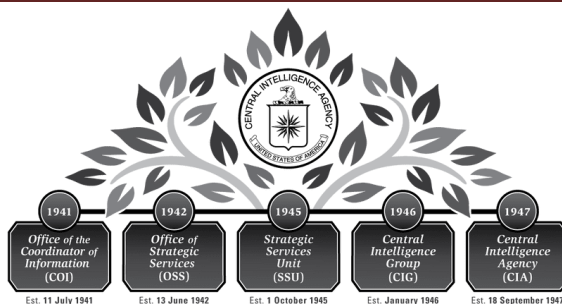 CENTRAL INTELLIGENCE AGENCY
UNITED STATES OF AMERICA
1941
1942
1945
1946
1947
Office of the
Coordinator of
Information
(COI)
Office of
Strategic
Services
(OSS)
Strategic
Services
Unit
(SSU)
Central
Intelligence
Group
(CIG)
Central
Intelligence
Agency
(CIA)
Est. 11 July 1941
Est. 13 June 1942
Est. 1 October 1945
Est. January 1946
Est. 18 September 1947